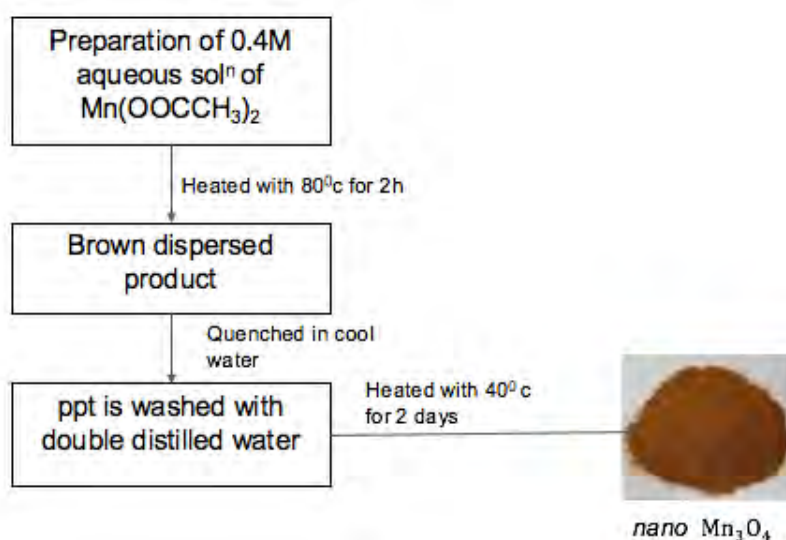 Preparation of 0.4M
aqueous solⁿ of
Mn(OOCCH₃)₂
Heated with 80⁰c for 2h
Brown dispersed
product
Quenched in cool
water
ppt is washed with
double distilled water
Heated with 40⁰ c
for 2 days
nano Mn₃O₄